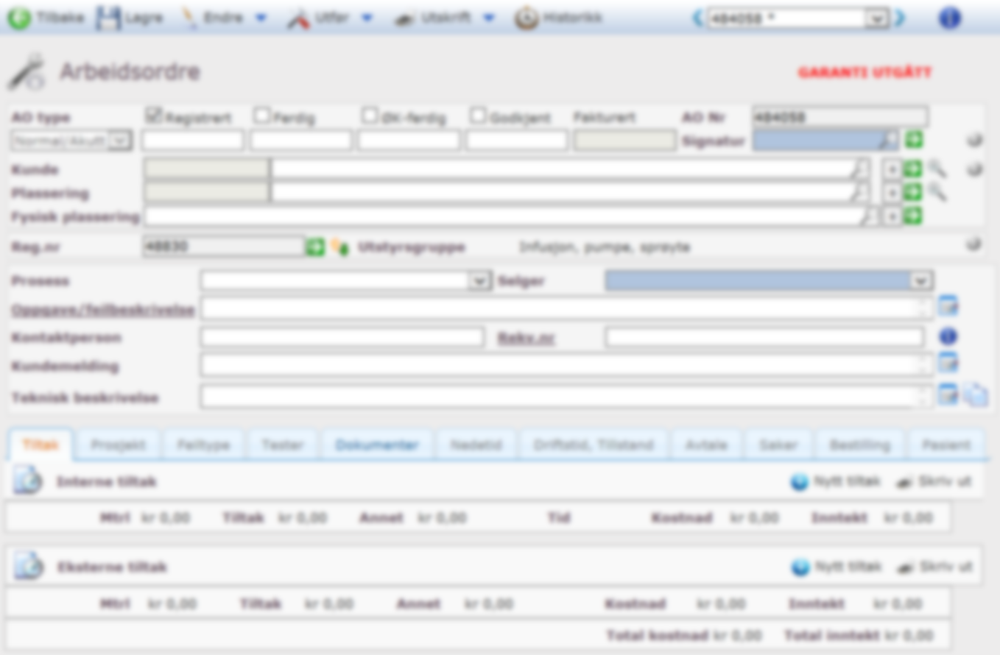 Tilbake Lagre Endre Utfør Utskrift Historikk 484058 *
Arbeidsordre GARANTI UTGÅTT
AO type Registrert Ferdig ØK-ferdig Godkjent Fakturert AO Nr 484058
Normal/Akutt Signatur
Kunde
Plassering
Fysisk plassering
Reg.nr 48830 Utstyrsgruppe Infusjon, pumpe, sprøyte
Prosess Selger
Oppgave/feilbeskrivelse
Kontaktperson Rekv.nr
Kundemelding
Teknisk beskrivelse
Tiltak Prosjekt Feiltype Tester Dokumenter Nedetid Driftstid, Tillstand Avtale Saker Bestilling Pasient
Interne tiltak Nytt tiltak Skriv ut
Mtrl kr 0,00 Tiltak kr 0,00 Annet kr 0,00 Tid Kostnad kr 0,00 Inntekt kr 0,00
Eksterne tiltak Nytt tiltak Skriv ut
Mtrl kr 0,00 Tiltak kr 0,00 Annet kr 0,00 Kostnad kr 0,00 Inntekt kr 0,00
Total kostnad kr 0,00 Total inntekt kr 0,00